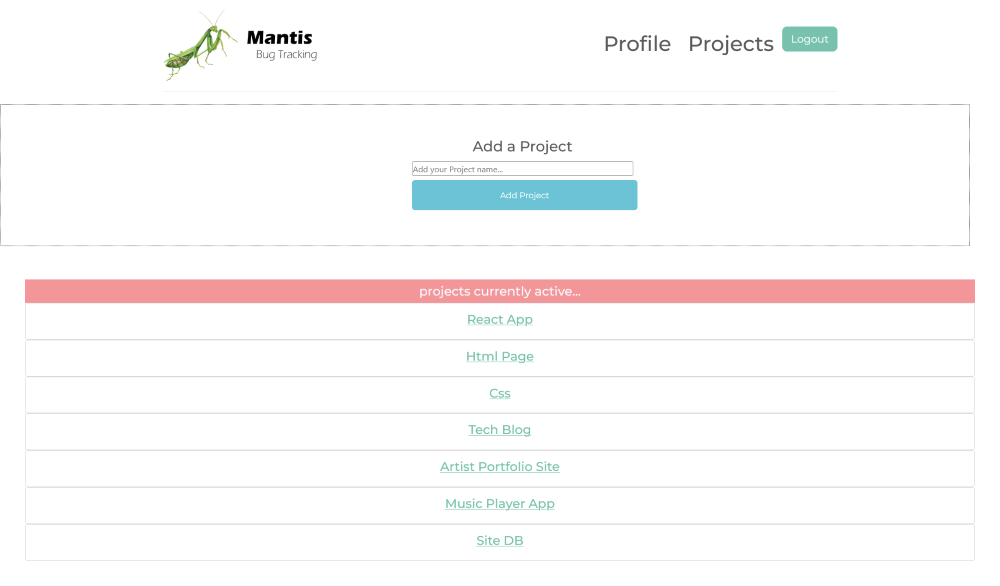 Mantis
Bug Tracking
Profile Projects Logout
Add a Project
Add your Project name...
Add Project
projects currently active...
React App
Html Page
Css
Tech Blog
Artist Portfolio Site
Music Player App
Site DB